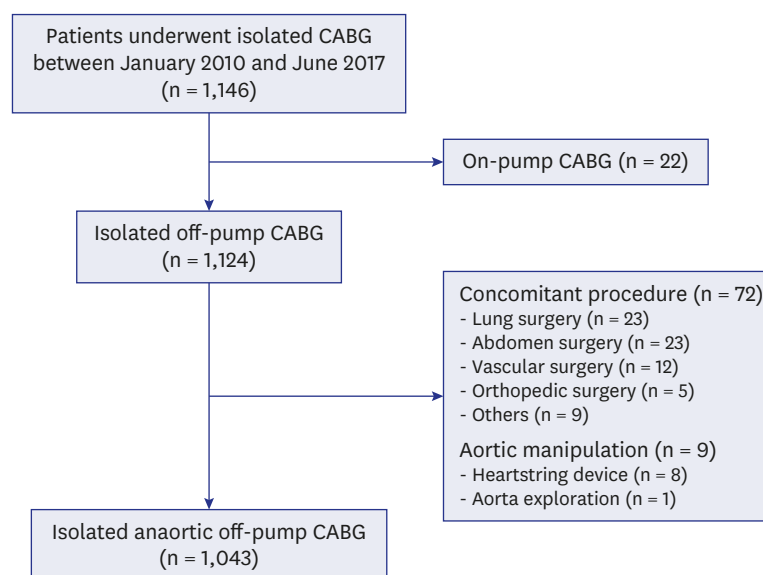 Patients underwent isolated CABG
between January 2010 and June 2017
(n = 1,146)
On-pump CABG (n = 22)
Isolated off-pump CABG
(n = 1,124)
Concomitant procedure (n = 72)
- Lung surgery (n = 23)
- Abdomen surgery (n = 23)
- Vascular surgery (n = 12)
- Orthopedic surgery (n = 5)
- Others (n = 9)
Aortic manipulation (n = 9)
- Heartstring device (n = 8)
- Aorta exploration (n = 1)
Isolated anaortic off-pump CABG
(n = 1,043)